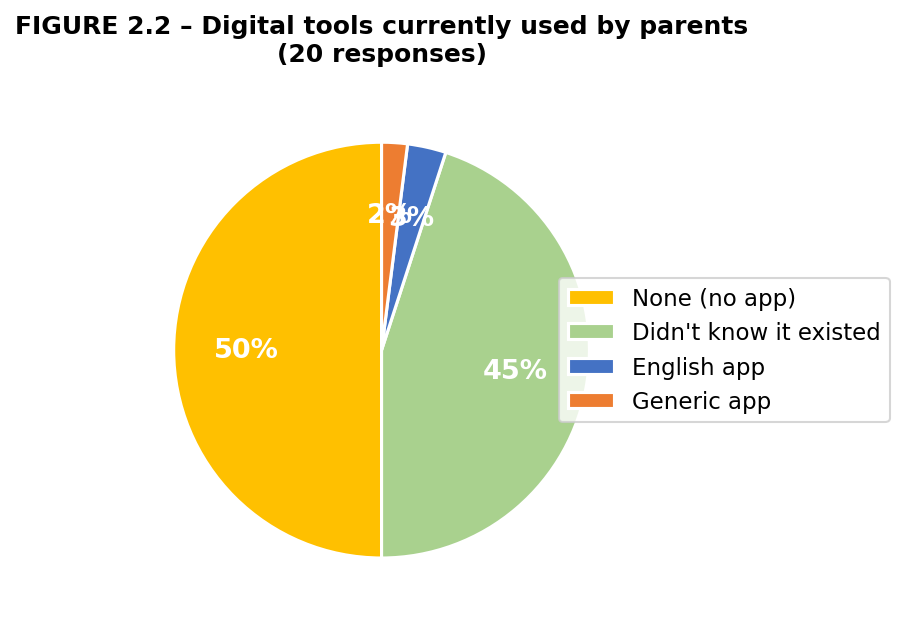 FIGURE 2.2 – Digital tools currently used by parents
(20 responses)
2%
3%
50%
45%
None (no app)
Didn't know it existed
English app
Generic app